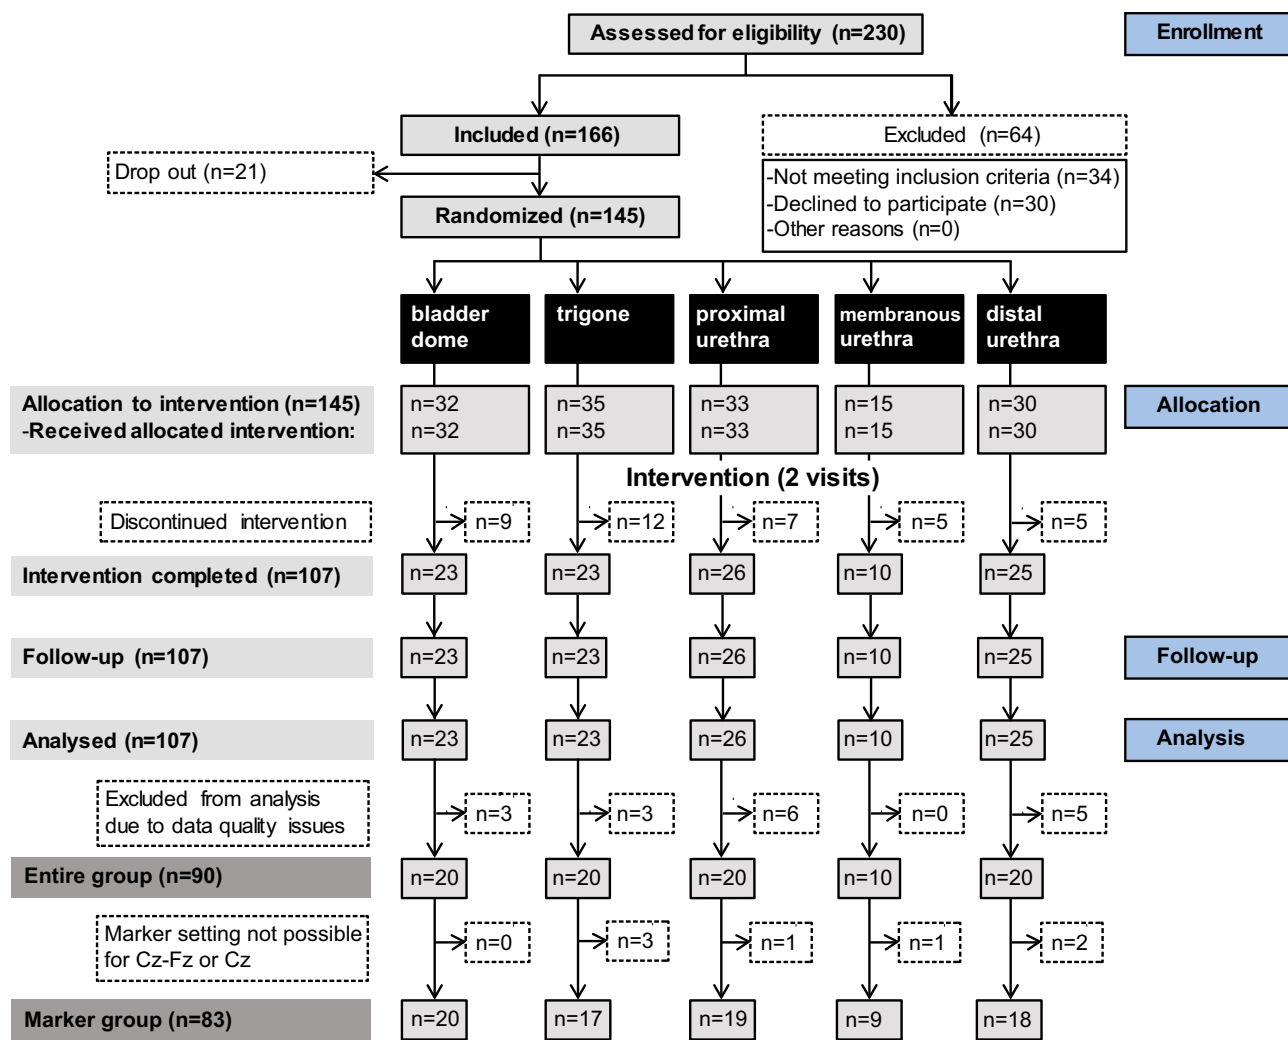 Assessed for eligibility (n=230)
Enrollment
Included (n=166)
Excluded (n=64)
Drop out (n=21)
-Not meeting inclusion criteria (n=34)
-Declined to participate (n=30)
-Other reasons (n=0)
Randomized (n=145)
bladder
dome
trigone
proximal
urethra
membranous
urethra
distal
urethra
Allocation to intervention (n=145)
-Received allocated intervention:
n=32
n=32
n=35
n=35
n=33
n=33
n=15
n=15
n=30
n=30
Allocation
Intervention (2 visits)
Discontinued intervention
n=9
n=12
n=7
n=5
n=5
Intervention completed (n=107)
n=23
n=23
n=26
n=10
n=25
Follow-up (n=107)
n=23
n=23
n=26
n=10
n=25
Follow-up
Analysed (n=107)
n=23
n=23
n=26
n=10
n=25
Analysis
Excluded from analysis
due to data quality issues
n=3
n=3
n=6
n=0
n=5
Entire group (n=90)
n=20
n=20
n=20
n=10
n=20
Marker setting not possible
for Cz-Fz or Cz
n=0
n=3
n=1
n=1
n=2
Marker group (n=83)
n=20
n=17
n=19
n=9
n=18